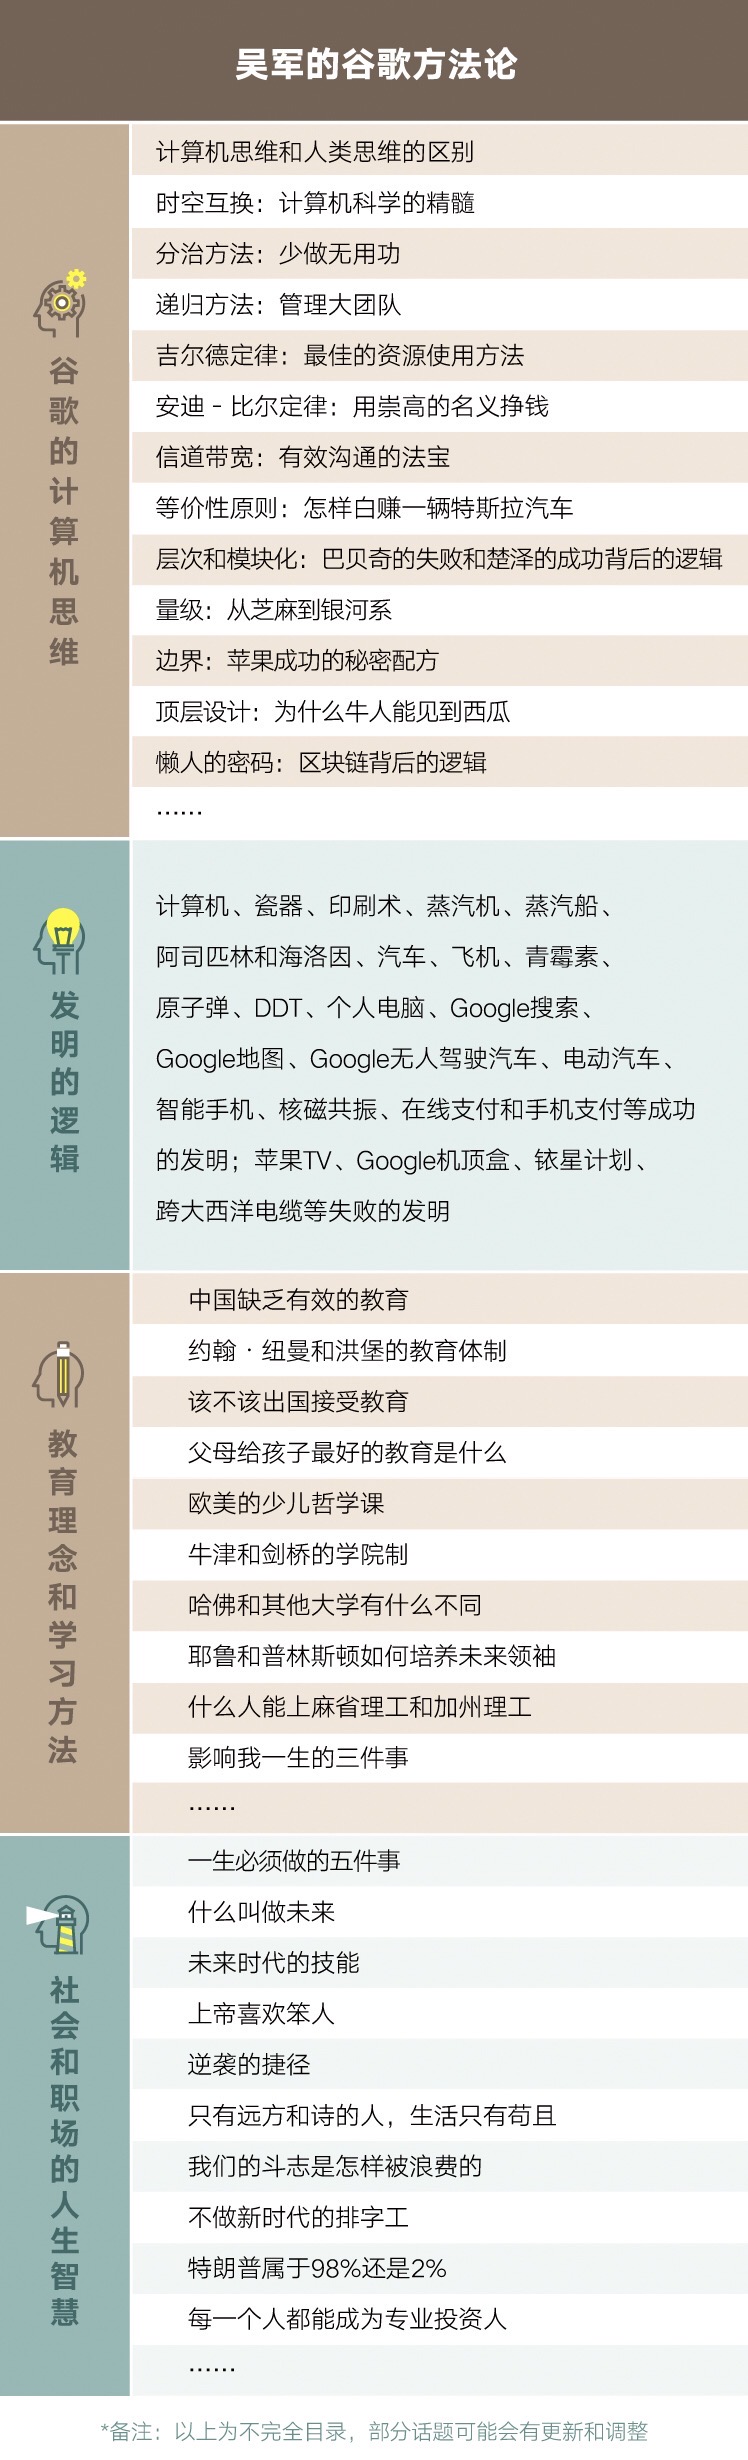 吴军的谷歌方法论
谷歌的计算机思维
计算机思维和人类思维的区别
时空互换：计算机科学的精髓
分治方法：少做无用功
递归方法：管理大团队
吉尔德定律：最佳的资源使用方法
安迪-比尔定律：用崇高的名义挣钱
信道带宽：有效沟通的法宝
等价性原则：怎样白赚一辆特斯拉汽车
层次和模块化：巴贝奇的失败和楚泽的成功背后的逻辑
量级：从芝麻到银河系
边界：苹果成功的秘密配方
顶层设计：为什么牛人能见到西瓜
懒人的密码：区块链背后的逻辑
……
发明的逻辑
计算机、瓷器、印刷术、蒸汽机、蒸汽船、
阿司匹林和海洛因、汽车、飞机、青霉素、
原子弹、DDT、个人电脑、Google搜索、
Google地图、Google无人驾驶汽车、电动汽车、
智能手机、核磁共振、在线支付和手机支付等成功
的发明；苹果TV、Google机顶盒、铱星计划、
跨大西洋电缆等失败的发明
教育理念和学习方法
中国缺乏有效的教育
约翰·纽曼和洪堡的教育体制
该不该出国接受教育
父母给孩子最好的教育是什么
欧美的少儿哲学课
牛津和剑桥的学院制
哈佛和其他大学有什么不同
耶鲁和普林斯顿如何培养未来领袖
什么人能上麻省理工和加州理工
影响我一生的三件事
……
社会和职场的人生智慧
一生必须做的五件事
什么叫做未来
未来时代的技能
上帝喜欢笨人
逆袭的捷径
只有远方和诗的人，生活只有苟且
我们的斗志是怎样被浪费的
不做新时代的排字工
特朗普属于98%还是2%
每一个人都能成为专业投资人
……
*备注：以上为不完全目录，部分话题可能会有更新和调整